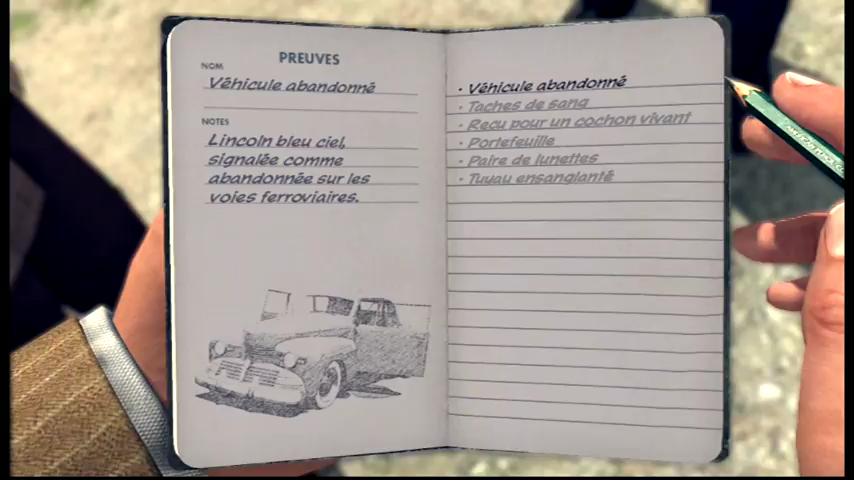 PREUVES
NOM
Véhicule abandonné
NOTES
Lincoln bleu ciel,
signalée comme
abandonnée sur les
voies ferroviaires.
· Véhicule abandonné
· Taches de sang
· Reçu pour un cochon vivant
· Portefeuille
· Paire de lunettes
· Tuyau ensanglanté